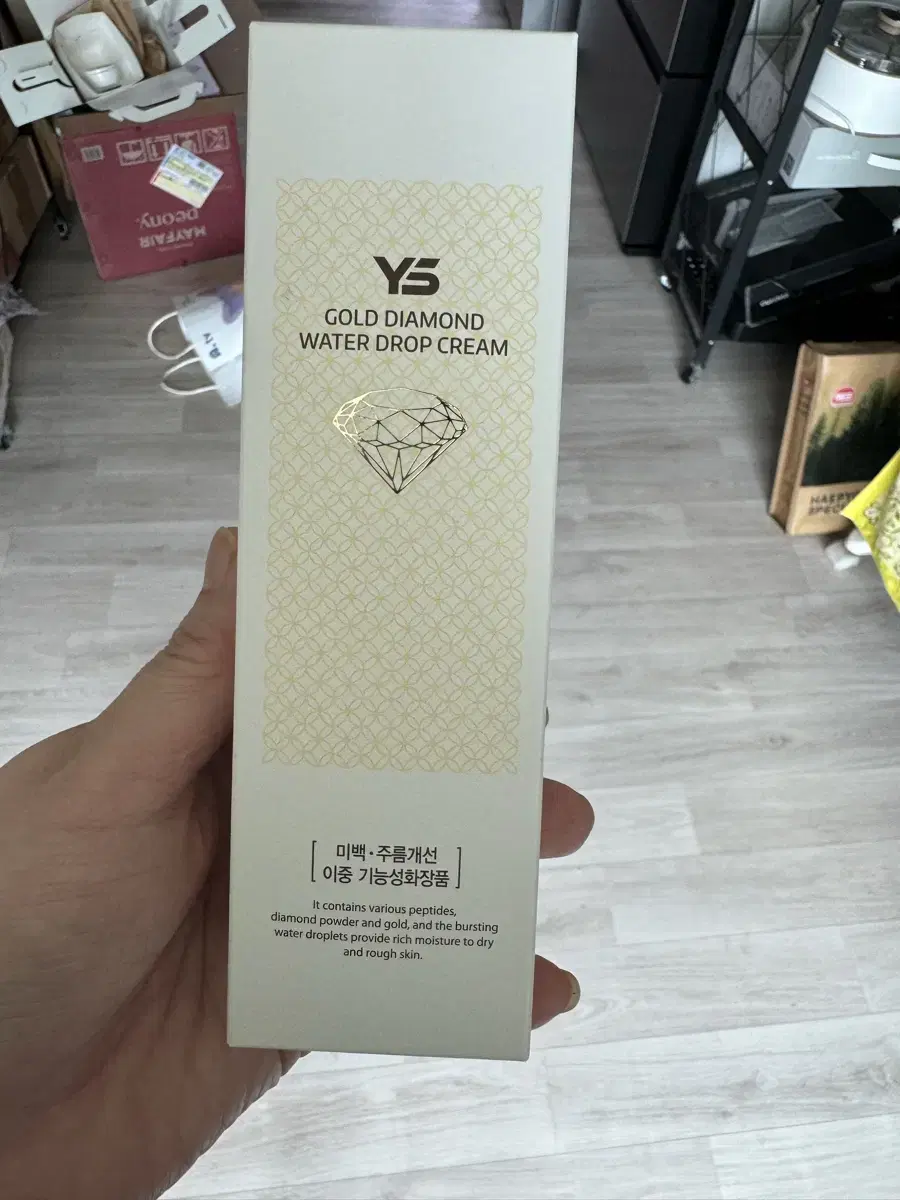 YS
GOLD DIAMOND
WATER DROP CREAM
[ 미백·주름개선
이중 기능성화장품 ]
It contains various peptides,
diamond powder and gold, and the bursting
water droplets provide rich moisture to dry
and rough skin.
MAYFAIR
peony.